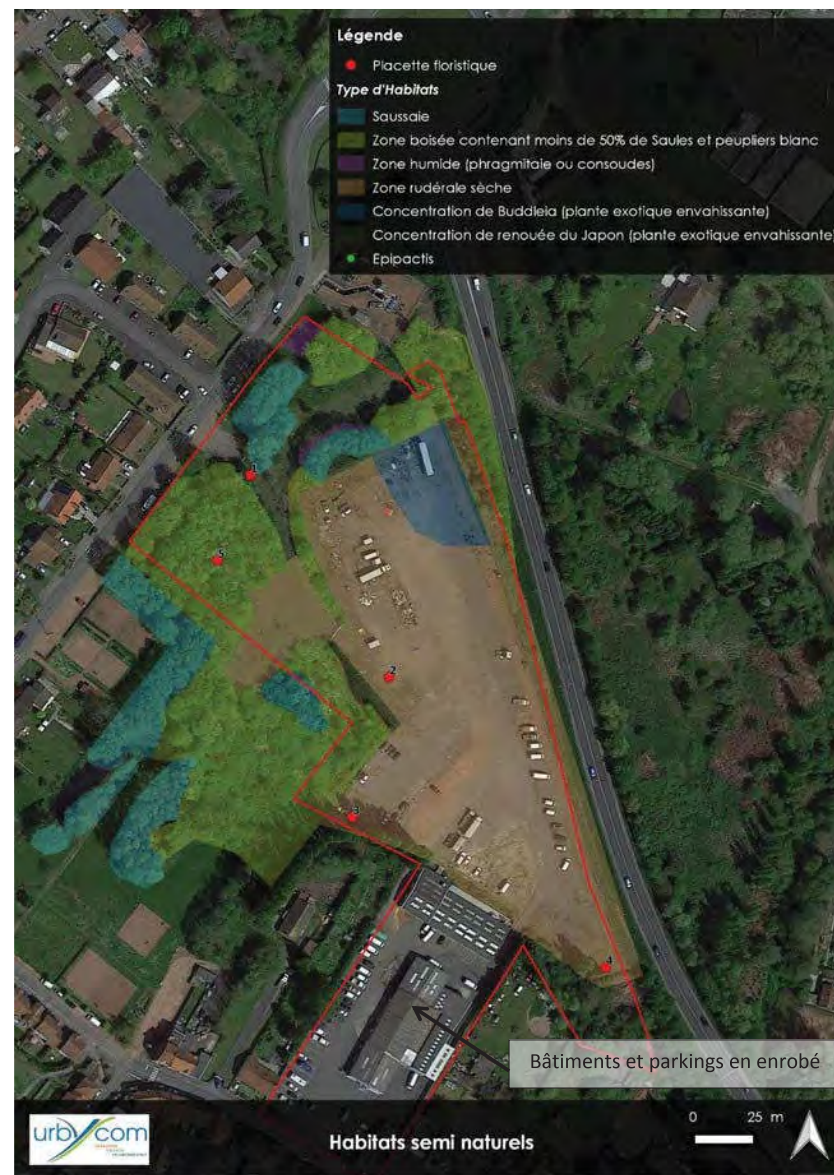 Légende
Placette floristique
Type d'Habitats
Saussaie
Zone boisée contenant moins de 50% de Saules et peupliers blanc
Zone humide (phragmitaie ou consoudes)
Zone rudérale sèche
Concentration de Buddleia (plante exotique envahissante)
Concentration de renouée du Japon (plante exotique envahissante)
Epipactis
1
5
2
3
4
Bâtiments et parkings en enrobé
urbycom
Habitats semi naturels
0 25 m